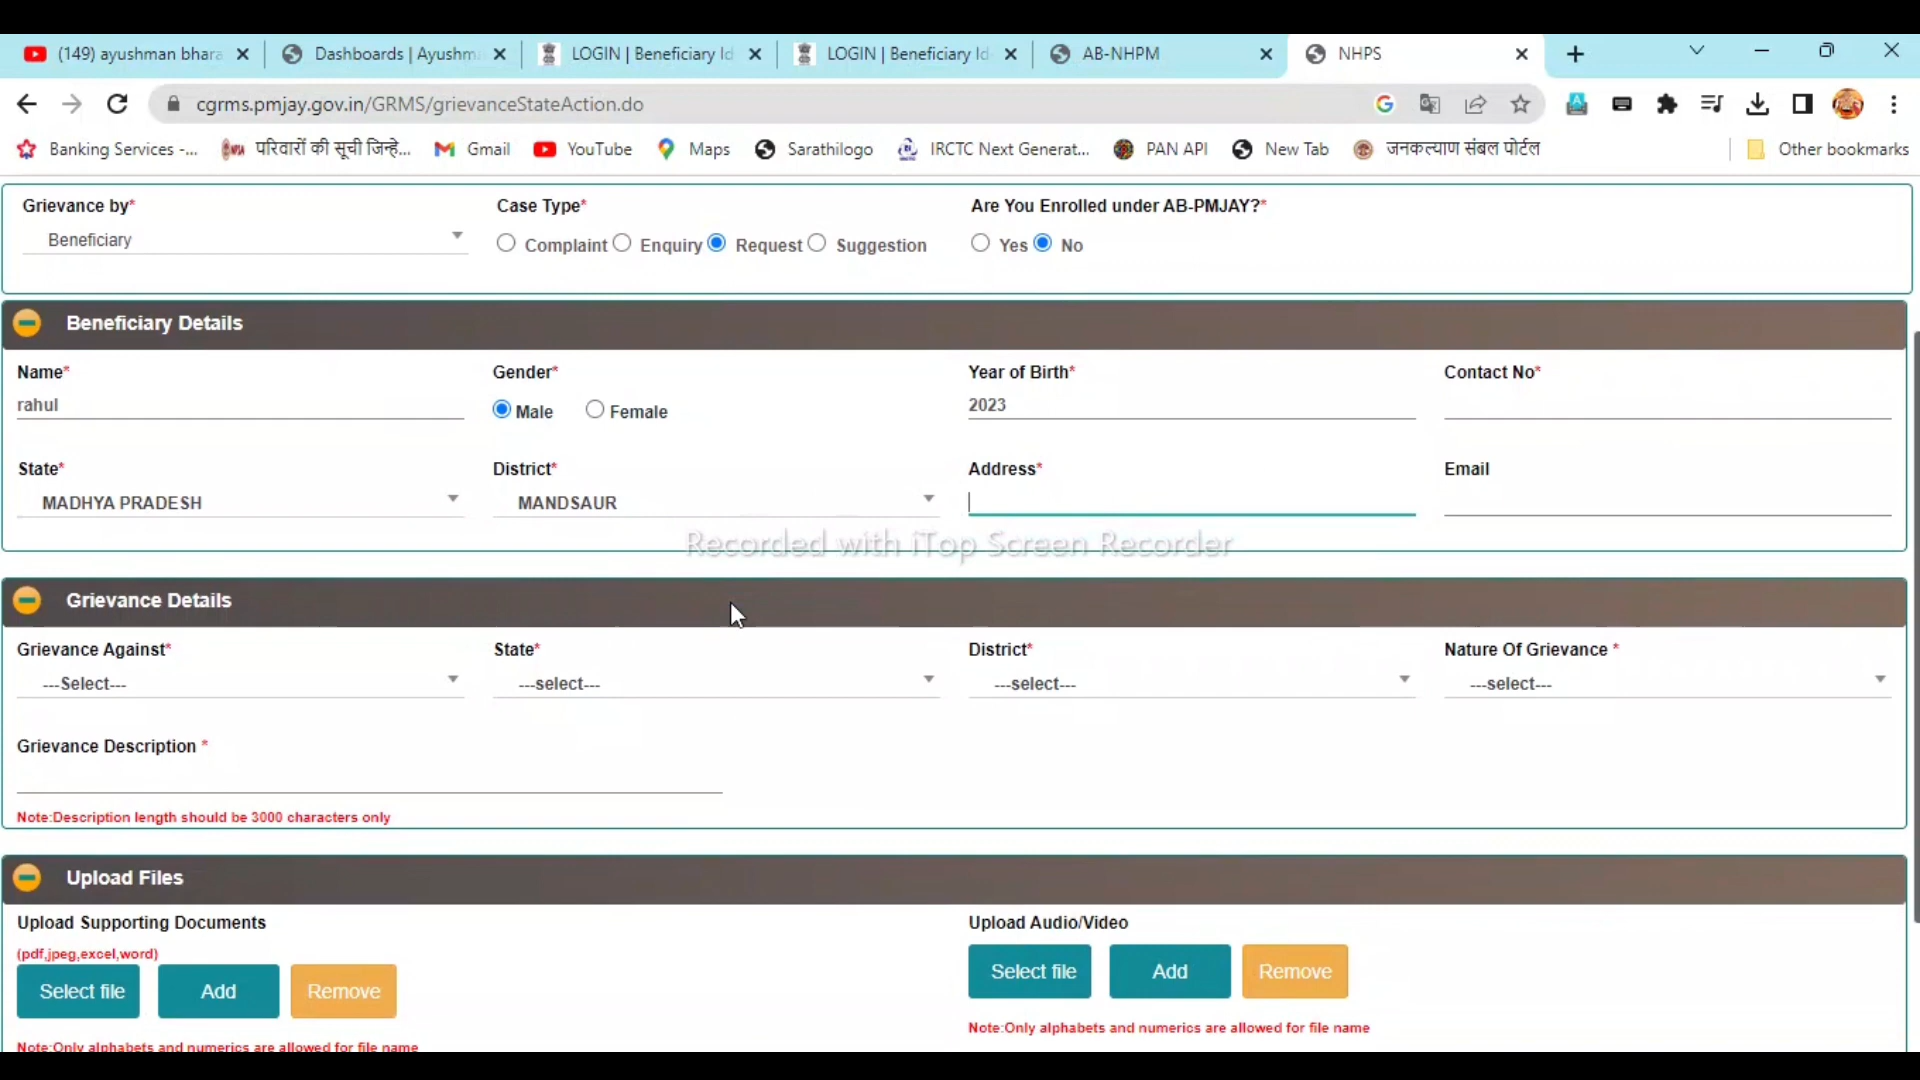 (149) ayushman bhara
Dashboards | Ayushm
LOGIN | Beneficiary Id
LOGIN | Beneficiary Id
AB-NHPM
NHPS
cgrms.pmjay.gov.in/GRMS/grievanceStateAction.do
Banking Services -...
परिवारों की सूची जिन्हे...
Gmail
YouTube
Maps
Sarathilogo
IRCTC Next Generat...
PAN API
New Tab
जनकल्याण संबल पोर्टल
Other bookmarks
Grievance by*
Case Type*
Are You Enrolled under AB-PMJAY?*
Beneficiary
Complaint Enquiry Request Suggestion
Yes No
Beneficiary Details
Name*
Gender*
Year of Birth*
Contact No*
rahul
Male Female
2023
State*
District*
Address*
Email
MADHYA PRADESH
MANDSAUR
Recorded with iTop Screen Recorder
Grievance Details
Grievance Against*
State*
District*
Nature Of Grievance *
---Select---
---select---
---select---
---select---
Grievance Description *
Note:Description length should be 3000 characters only
Upload Files
Upload Supporting Documents
Upload Audio/Video
(pdf,jpeg,excel,word)
Select file Add Remove
Select file Add Remove
Note:Only alphabets and numerics are allowed for file name
Note:Only alphabets and numerics are allowed for file name